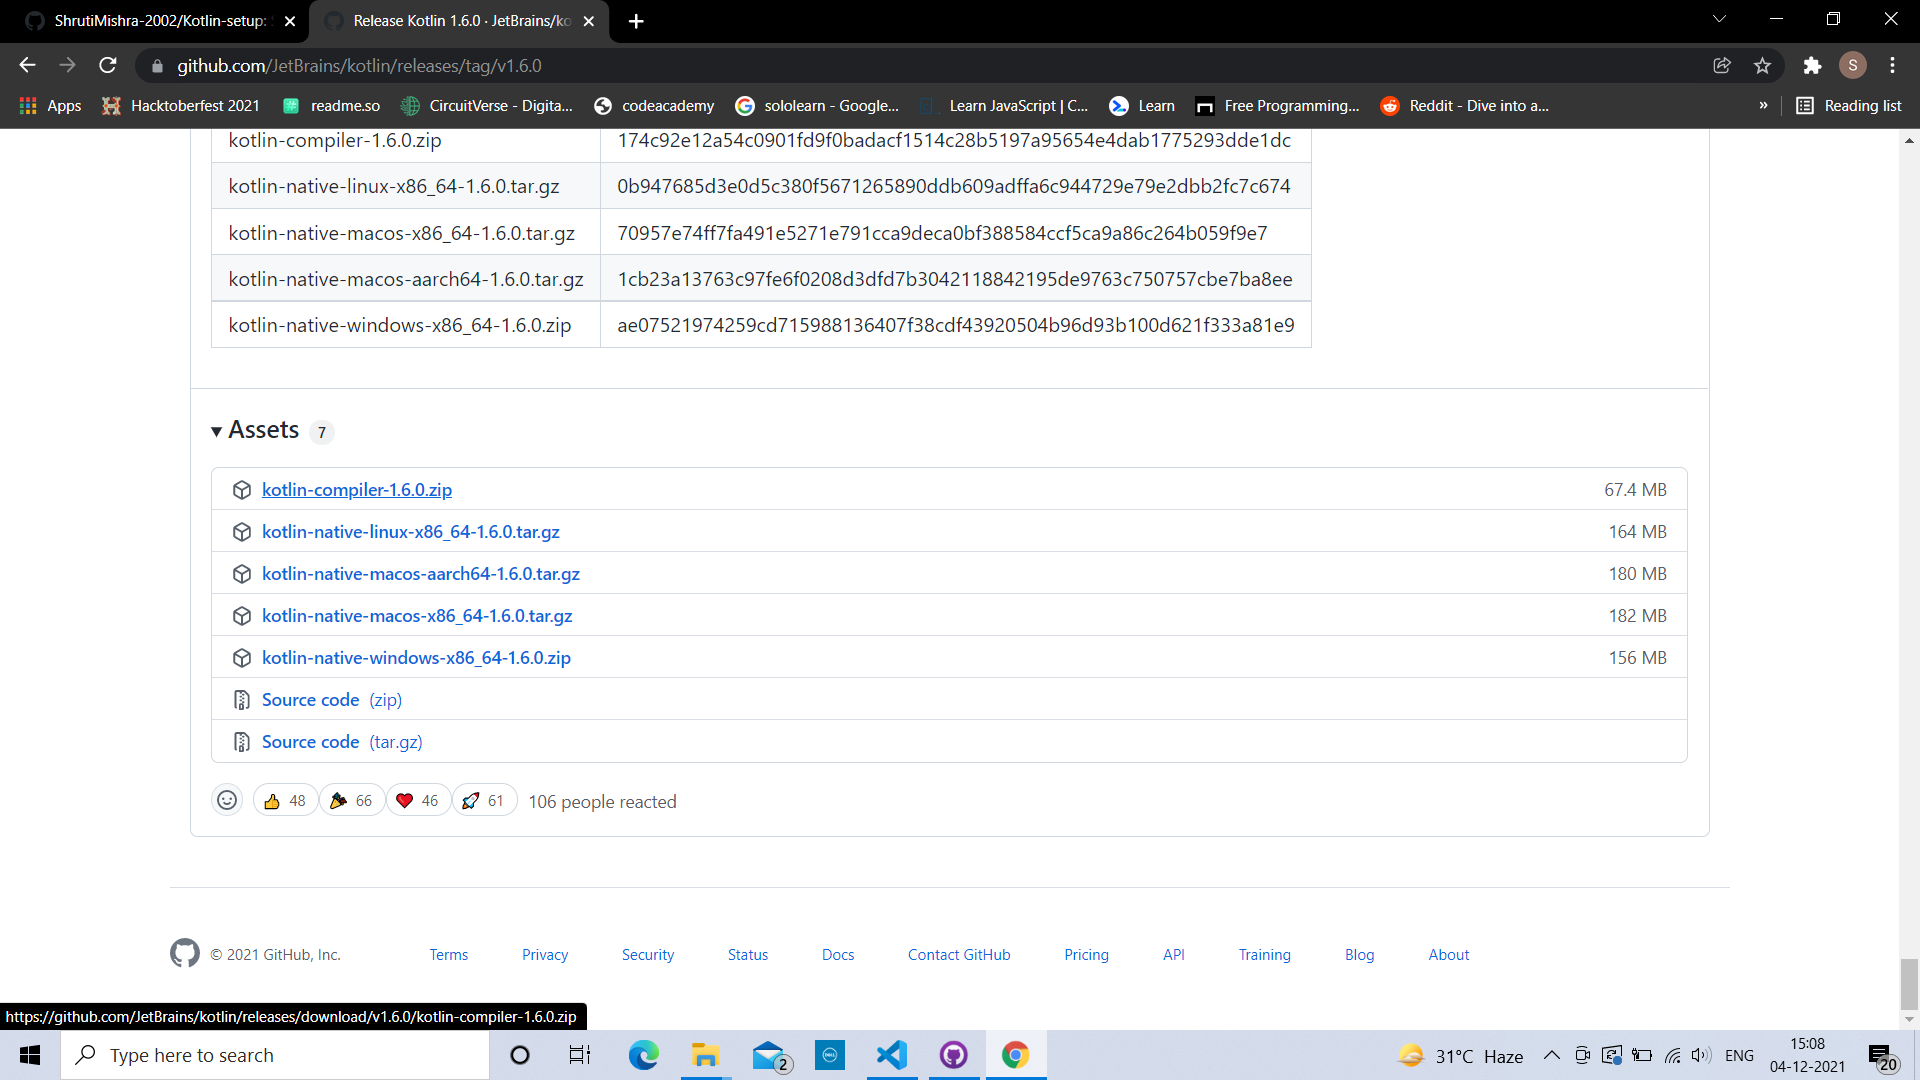 ShrutiMishra-2002/Kotlin-setup:
Release Kotlin 1.6.0 · JetBrains/ko
github.com/JetBrains/kotlin/releases/tag/v1.6.0
S
Apps
Hacktoberfest 2021
readme.so
CircuitVerse - Digita...
codeacademy
sololearn - Google...
Learn JavaScript | C...
Learn
Free Programming...
Reddit - Dive into a...
»
Reading list
kotlin-compiler-1.6.0.zip 174c92e12a54c0901fd9f0badacf1514c28b5197a95654e4dab1775293dde1dc
kotlin-native-linux-x86_64-1.6.0.tar.gz 0b947685d3e0d5c380f5671265890ddb609adffa6c944729e79e2dbb2fc7c674
kotlin-native-macos-x86_64-1.6.0.tar.gz 70957e74ff7fa491e5271e791cca9deca0bf388584ccf5ca9a86c264b059f9e7
kotlin-native-macos-aarch64-1.6.0.tar.gz 1cb23a13763c97fe6f0208d3dfd7b3042118842195de9763c750757cbe7ba8ee
kotlin-native-windows-x86_64-1.6.0.zip ae07521974259cd715988136407f38cdf43920504b96d93b100d621f333a81e9
Assets 7
kotlin-compiler-1.6.0.zip 67.4 MB
kotlin-native-linux-x86_64-1.6.0.tar.gz 164 MB
kotlin-native-macos-aarch64-1.6.0.tar.gz 180 MB
kotlin-native-macos-x86_64-1.6.0.tar.gz 182 MB
kotlin-native-windows-x86_64-1.6.0.zip 156 MB
Source code (zip)
Source code (tar.gz)
48 66 46 61 106 people reacted
© 2021 GitHub, Inc. Terms Privacy Security Status Docs Contact GitHub Pricing API Training Blog About
https://github.com/JetBrains/kotlin/releases/download/v1.6.0/kotlin-compiler-1.6.0.zip
Type here to search
2
DELL
31°C Haze
ENG
15:08
04-12-2021
20